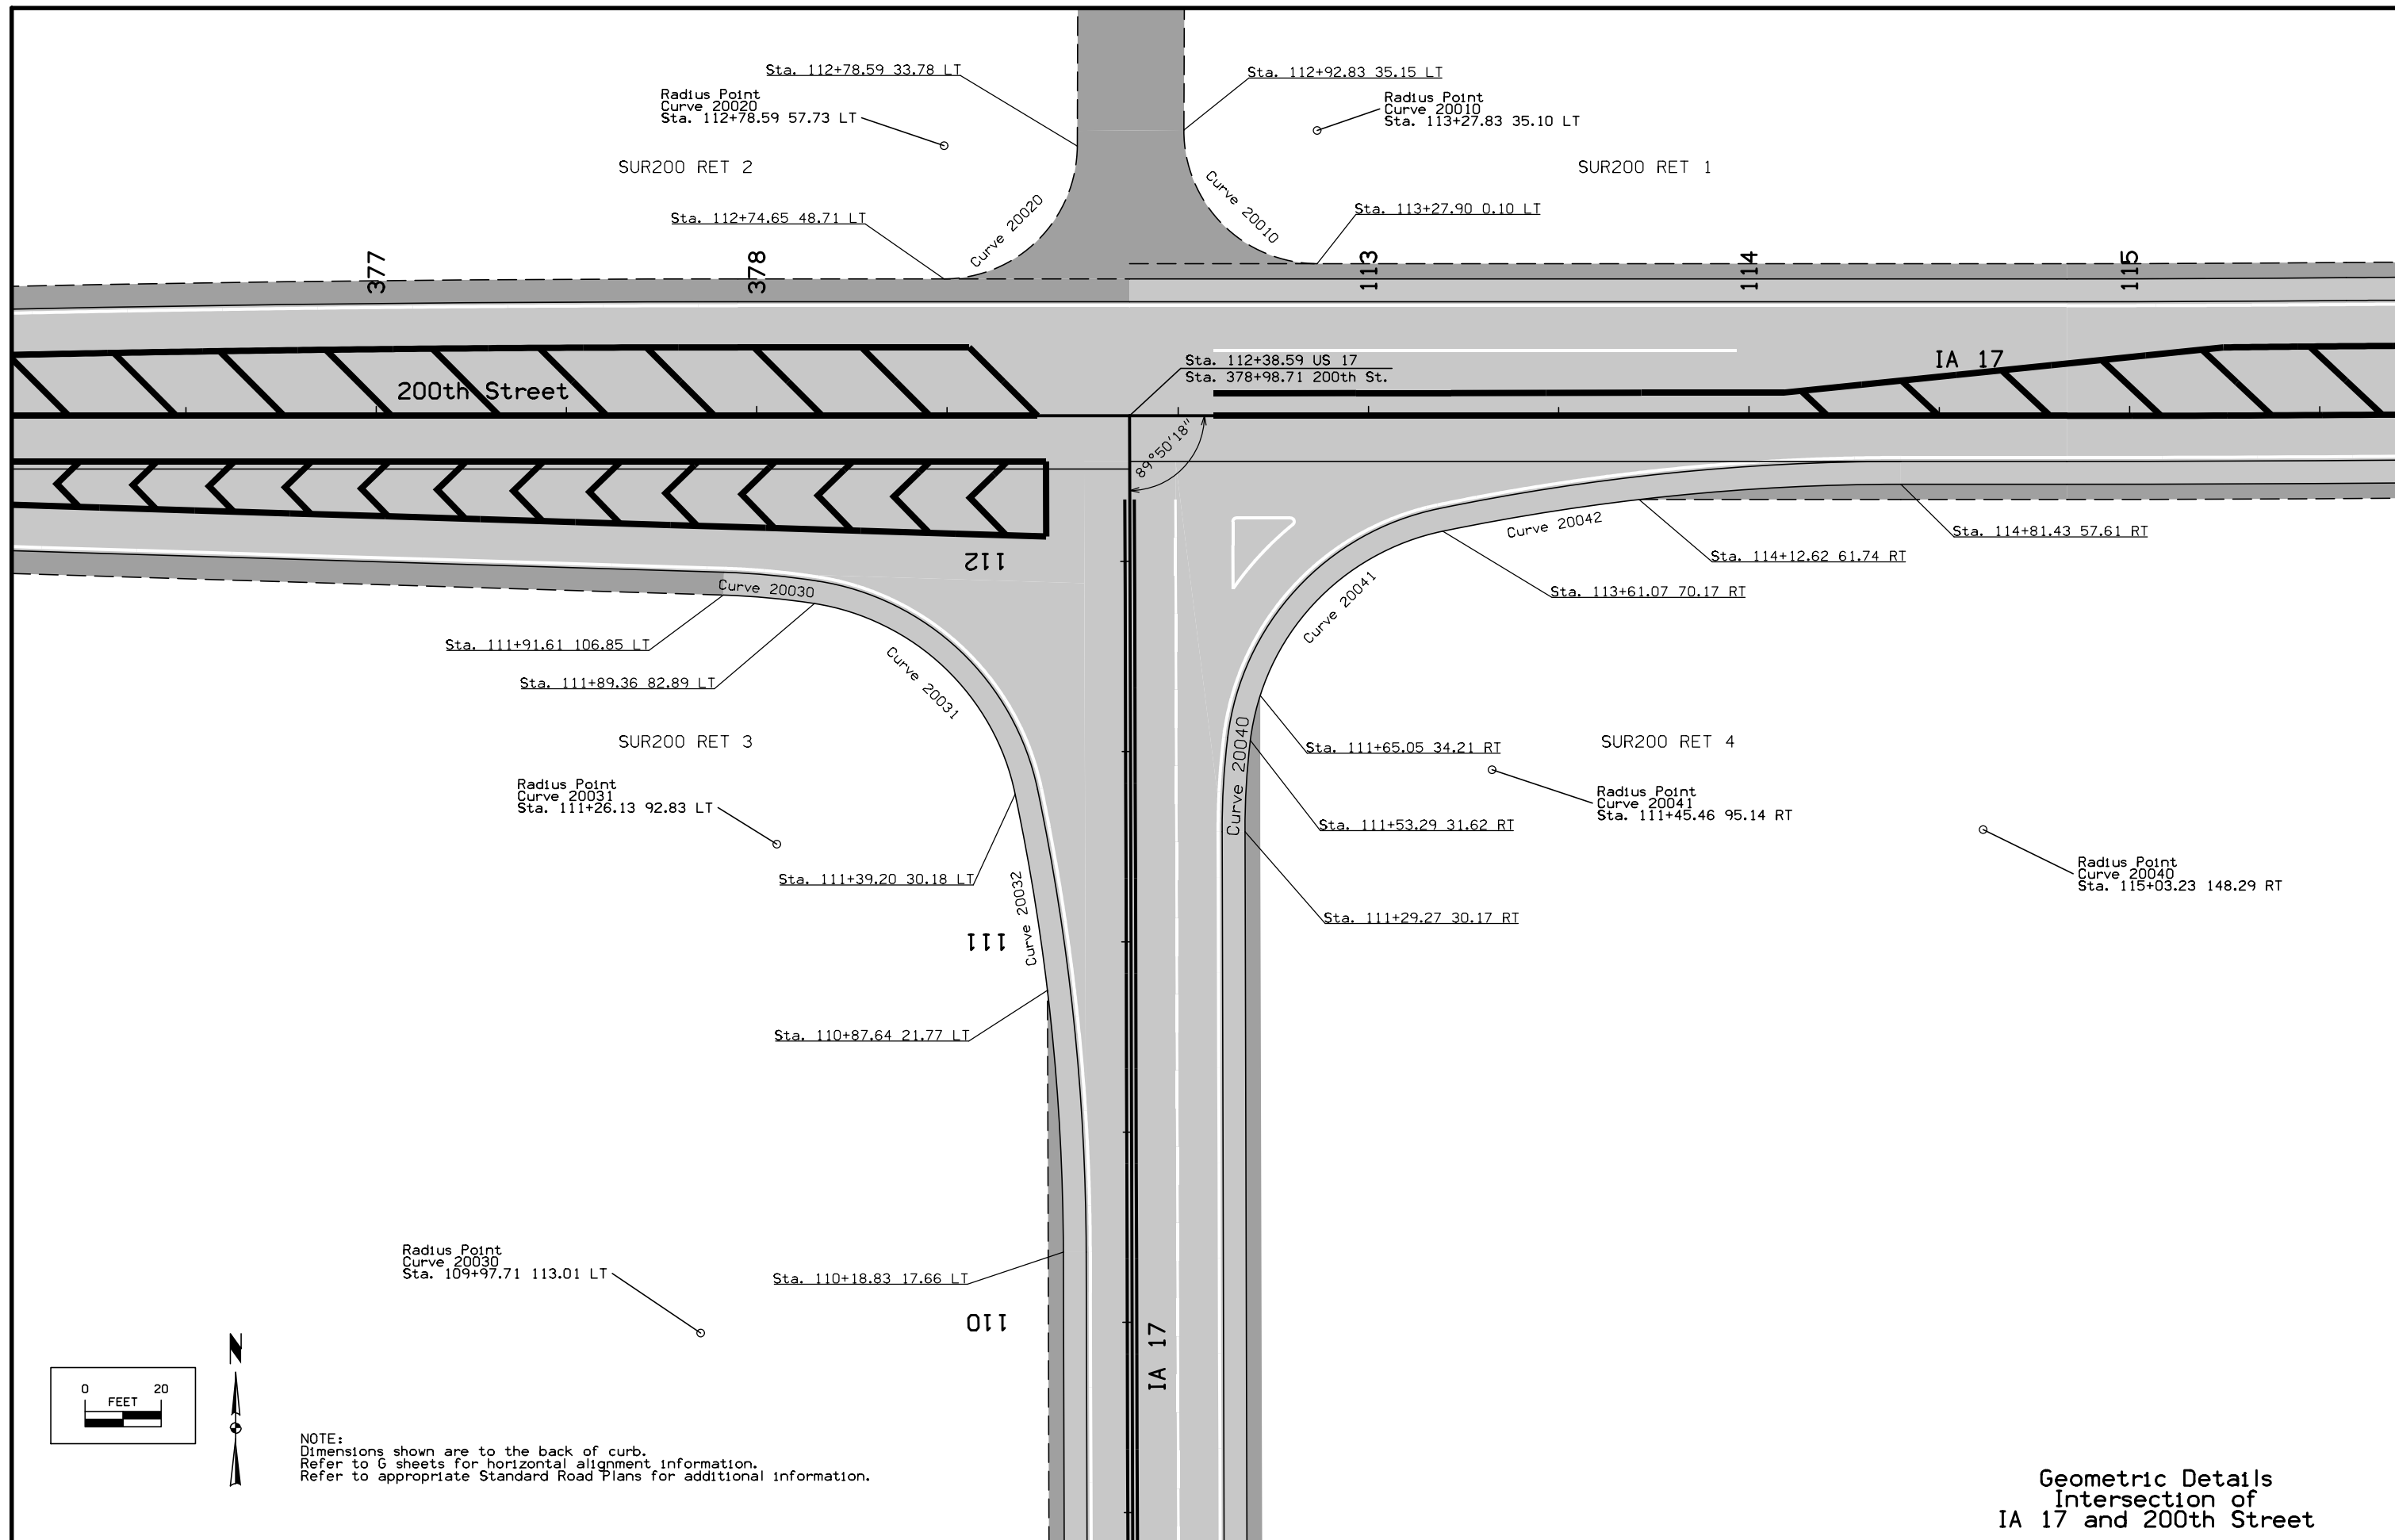 Sta. 112+78.59 33.78 LT
Sta. 112+92.83 35.15 LT
Radius Point
Curve 20020
Sta. 112+78.59 57.73 LT
Radius Point
Curve 20010
Sta. 113+27.83 35.10 LT
SUR200 RET 2
SUR200 RET 1
Curve 20020
Curve 20010
Sta. 112+74.65 48.71 LT
Sta. 113+27.90 0.10 LT
377
378
113
114
115
200th Street
Sta. 112+38.59 US 17
Sta. 378+98.71 200th St.
IA 17
89°50'18"
112
Curve 20042
Sta. 114+81.43 57.61 RT
Sta. 114+12.62 61.74 RT
Sta. 113+61.07 70.17 RT
Curve 20030
Curve 20041
Sta. 111+91.61 106.85 LT
Sta. 111+89.36 82.89 LT
Curve 20031
SUR200 RET 3
SUR200 RET 4
Sta. 111+65.05 34.21 RT
Curve 20040
Radius Point
Curve 20031
Sta. 111+26.13 92.83 LT
Radius Point
Curve 20041
Sta. 111+45.46 95.14 RT
Sta. 111+53.29 31.62 RT
Sta. 111+39.20 30.18 LT
Radius Point
Curve 20040
Sta. 115+03.23 148.29 RT
Curve 20032
Sta. 111+29.27 30.17 RT
111
Sta. 110+87.64 21.77 LT
Radius Point
Curve 20030
Sta. 109+97.71 113.01 LT
Sta. 110+18.83 17.66 LT
110
IA 17
N
0 20
FEET
NOTE:
Dimensions shown are to the back of curb.
Refer to G sheets for horizontal alignment information.
Refer to appropriate Standard Road Plans for additional information.
Geometric Details
Intersection of
IA 17 and 200th Street